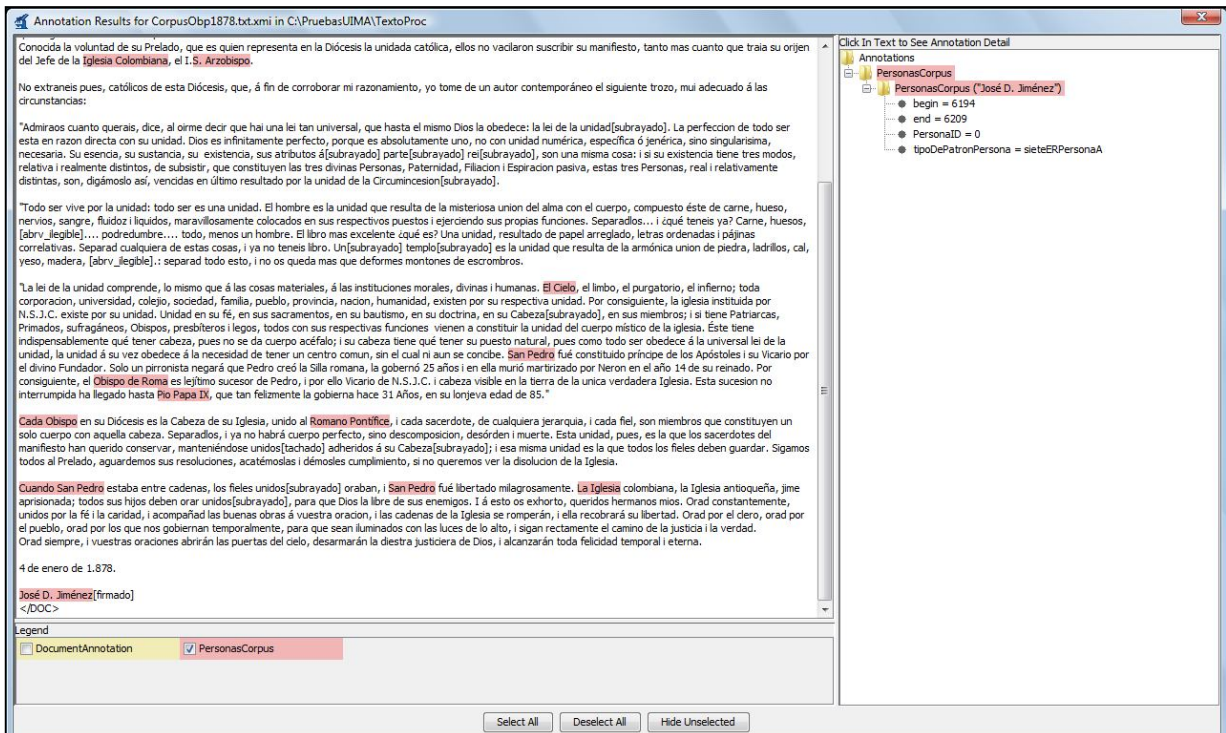 Annotation Results for CorpusObp1878.txt.xmi in C:\PruebasUIMA\TextoProc
Conocida la voluntad de su Prelado, que es quien representa en la Diócesis la unidada católica, ellos no vacilaron suscribir su manifiesto, tanto mas cuanto que traia su orijen
del Jefe de la Iglesia Colombiana, el I.S. Arzobispo.
No extraneis pues, católicos de esta Diócesis, que, á fin de corroborar mi razonamiento, yo tome de un autor contemporáneo el siguiente trozo, mui adecuado á las
circunstancias:
"Admiraos cuanto querais, dice, al oirme decir que hai una lei tan universal, que hasta el mismo Dios la obedece: la lei de la unidad[subrayado]. La perfeccion de todo ser
esta en razon directa con su unidad. Dios es infinitamente perfecto, porque es absolutamente uno, no con unidad numérica, específica ó jenérica, sino singularisima,
necesaria. Su esencia, su sustancia, su existencia, sus atributos á[subrayado] parte[subrayado] rei[subrayado], son una misma cosa: i si su existencia tiene tres modos,
relativa i realmente distintos, de subsistir, que constituyen las tres divinas Personas, Paternidad, Filiacion i Espiracion pasiva, estas tres Personas, real i relativamente
distintas, son, digámoslo así, vencidas en último resultado por la unidad de la Circumincesion[subrayado].
"Todo ser vive por la unidad: todo ser es una unidad. El hombre es la unidad que resulta de la misteriosa union del alma con el cuerpo, compuesto éste de carne, hueso,
nervios, sangre, fluidoz i liquidos, maravillosamente colocados en sus respectivos puestos i ejerciendo sus propias funciones. Separadlos... i ¿qué teneis ya? Carne, huesos,
[abrv_ilegible].... podredumbre.... todo, menos un hombre. El libro mas excelente ¿qué es? Una unidad, resultado de papel arreglado, letras ordenadas i pájinas
correlativas. Separad cualquiera de estas cosas, i ya no teneis libro. Un[subrayado] templo[subrayado] es la unidad que resulta de la armónica union de piedra, ladrillos, cal,
yeso, madera, [abrv_ilegible].: separad todo esto, i no os queda mas que deformes montones de escrombros.
"La lei de la unidad comprende, lo mismo que á las cosas materiales, á las instituciones morales, divinas i humanas. El Cielo, el limbo, el purgatorio, el infierno; toda
corporacion, universidad, colejio, sociedad, familia, pueblo, provincia, nacion, humanidad, existen por su respectiva unidad. Por consiguiente, la iglesia instituida por
N.S.J.C. existe por su unidad. Unidad en su fé, en sus sacramentos, en su bautismo, en su doctrina, en su Cabeza[subrayado], en sus miembros; i si tiene Patriarcas,
Primados, sufragáneos, Obispos, presbíteros i legos, todos con sus respectivas funciones vienen a constituir la unidad del cuerpo místico de la iglesia. Éste tiene
indispensablemente qué tener cabeza, pues no se da cuerpo acéfalo; i su cabeza tiene qué tener su puesto natural, pues como todo ser obedece á la universal lei de la
unidad, la unidad á su vez obedece á la necesidad de tener un centro comun, sin el cual ni aun se concibe. San Pedro fué constituido príncipe de los Apóstoles i su Vicario por
el divino Fundador. Solo un pirronista negará que Pedro creó la Silla romana, la gobernó 25 años i en ella murió martirizado por Neron en el año 14 de su reinado. Por
consiguiente, el Obispo de Roma es lejítimo sucesor de Pedro, i por ello Vicario de N.S.J.C. i cabeza visible en la tierra de la unica verdadera Iglesia. Esta sucesion no
interrumpida ha llegado hasta Pio Papa IX, que tan felizmente la gobierna hace 31 Años, en su lonjeva edad de 85."
Cada Obispo en su Diócesis es la Cabeza de su Iglesia, unido al Romano Pontífice, i cada sacerdote, de cualquiera jerarquia, i cada fiel, son miembros que constituyen un
solo cuerpo con aquella cabeza. Separadlos, i ya no habrá cuerpo perfecto, sino descomposicion, desórden i muerte. Esta unidad, pues, es la que los sacerdotes del
manifiesto han querido conservar, manteniéndose unidos[tachado] adheridos á su Cabeza[subrayado]; i esa misma unidad es la que todos los fieles deben guardar. Sigamos
todos al Prelado, aguardemos sus resoluciones, acatémoslas i démosles cumplimiento, si no queremos ver la disolucion de la Iglesia.
Cuando San Pedro estaba entre cadenas, los fieles unidos[subrayado] oraban, i San Pedro fué libertado milagrosamente. La Iglesia colombiana, la Iglesia antioqueña, jime
aprisionada; todos sus hijos deben orar unidos[subrayado], para que Dios la libre de sus enemigos. I á esto os exhorto, queridos hermanos mios. Orad constantemente,
unidos por la fé i la caridad, i acompañad las buenas obras á vuestra oracion, i las cadenas de la Iglesia se romperán, i ella recobrará su libertad. Orad por el clero, orad por
el pueblo, orad por los que nos gobiernan temporalmente, para que sean iluminados con las luces de lo alto, i sigan rectamente el camino de la justicia i la verdad.
Orad siempre, i vuestras oraciones abrirán las puertas del cielo, desarmarán la diestra justiciera de Dios, i alcanzarán toda felicidad temporal i eterna.
4 de enero de 1.878.
José D. Jiménez[firmado]
</DOC>
Legend
DocumentAnnotation
PersonasCorpus
Select All
Deselect All
Hide Unselected
Click In Text to See Annotation Detail
Annotations
PersonasCorpus
PersonasCorpus ("José D. Jiménez")
begin = 6194
end = 6209
PersonaID = 0
tipoDePatronPersona = sieteERPersonaA